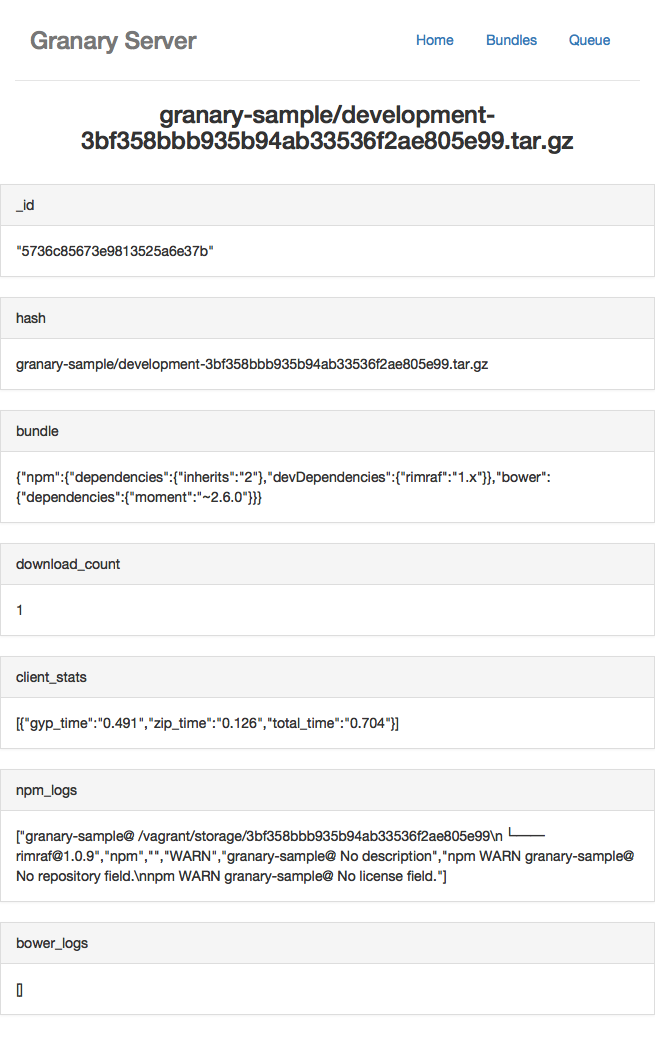 Granary Server
Home
Bundles
Queue
granary-sample/development-
3bf358bbb935b94ab33536f2ae805e99.tar.gz
_id
"5736c85673e9813525a6e37b"
hash
granary-sample/development-3bf358bbb935b94ab33536f2ae805e99.tar.gz
bundle
{"npm":{"dependencies":{"inherits":"2"},"devDependencies":{"rimraf":"1.x"}},"bower":
{"dependencies":{"moment":"~2.6.0"}}}
download_count
1
client_stats
[{"gyp_time":"0.491","zip_time":"0.126","total_time":"0.704"}]
npm_logs
["granary-sample@ /vagrant/storage/3bf358bbb935b94ab33536f2ae805e99\n └───
rimraf@1.0.9","npm","","WARN","granary-sample@ No description","npm WARN granary-sample@
No repository field.\nnpm WARN granary-sample@ No license field."]
bower_logs
[]